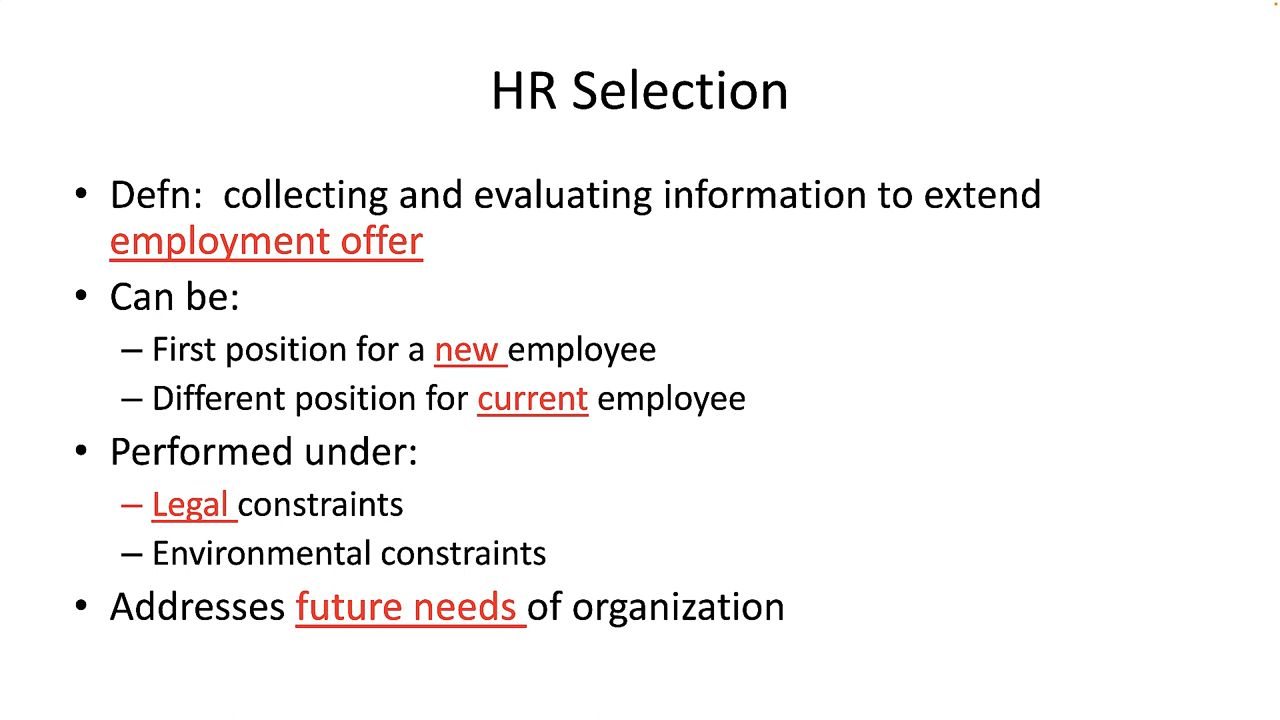 HR Selection
• Defn:  collecting and evaluating information to extend
employment offer
• Can be:
– First position for a new employee
– Different position for current employee
• Performed under:
– Legal constraints
– Environmental constraints
• Addresses future needs of organization